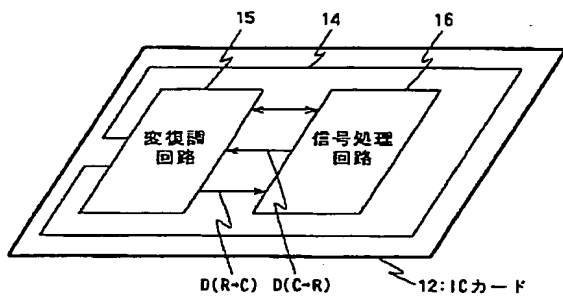 15
14
16
変復調
回路
信号処理
回路
D(R→C)
D(C→R)
12:ICカード